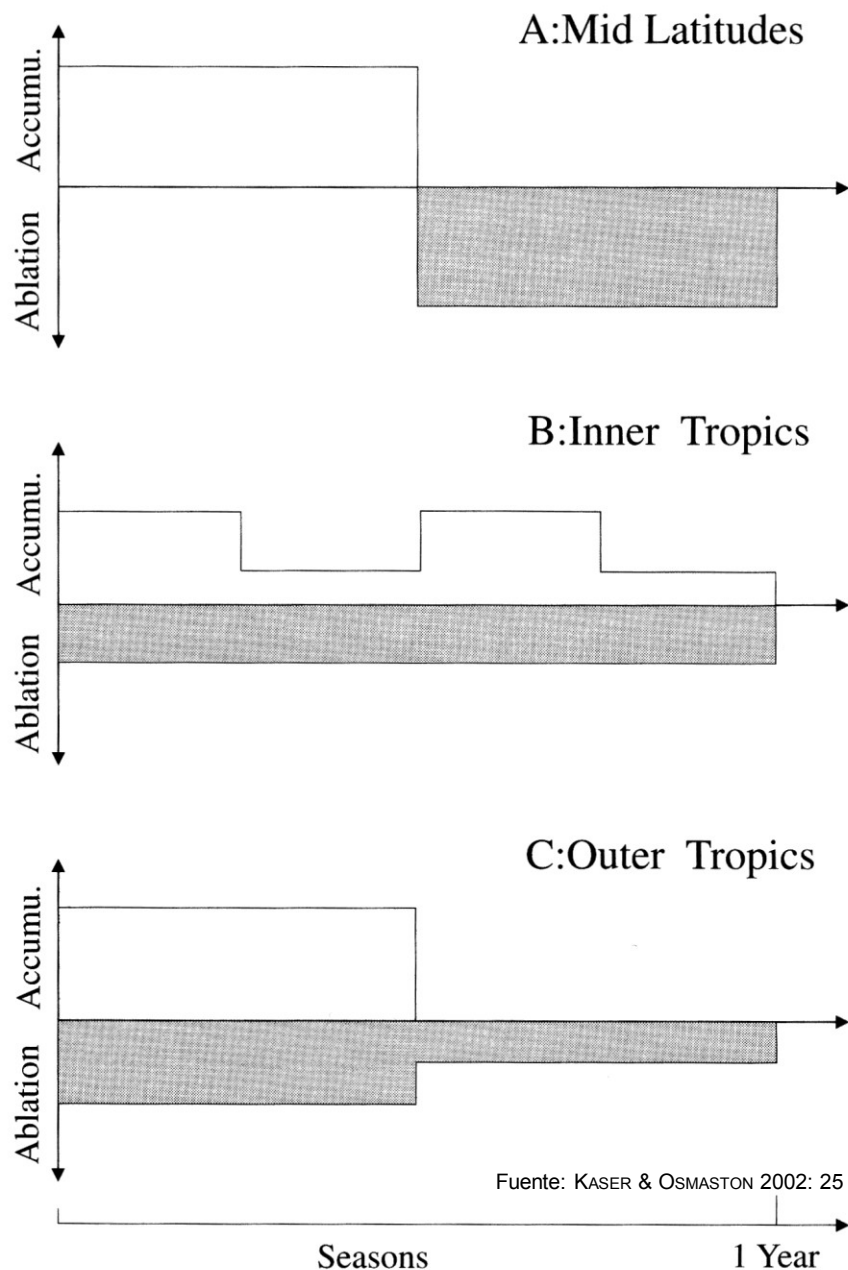 A:Mid Latitudes
Accumu.
Ablation
B:Inner Tropics
Accumu.
Ablation
C:Outer Tropics
Accumu.
Ablation
Fuente: KASER & OSMASTON 2002: 25
Seasons
1 Year